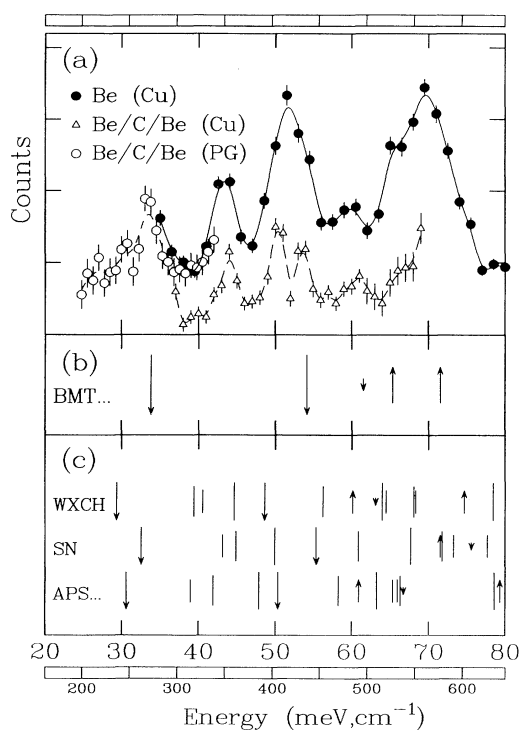 (a)
Be (Cu)
Be/C/Be (Cu)
Be/C/Be (PG)
Counts
(b)
BMT...
(c)
WXCH
SN
APS...
20 30 40 50 60 70 80
200 300 400 500 600
Energy (meV,cm⁻¹)